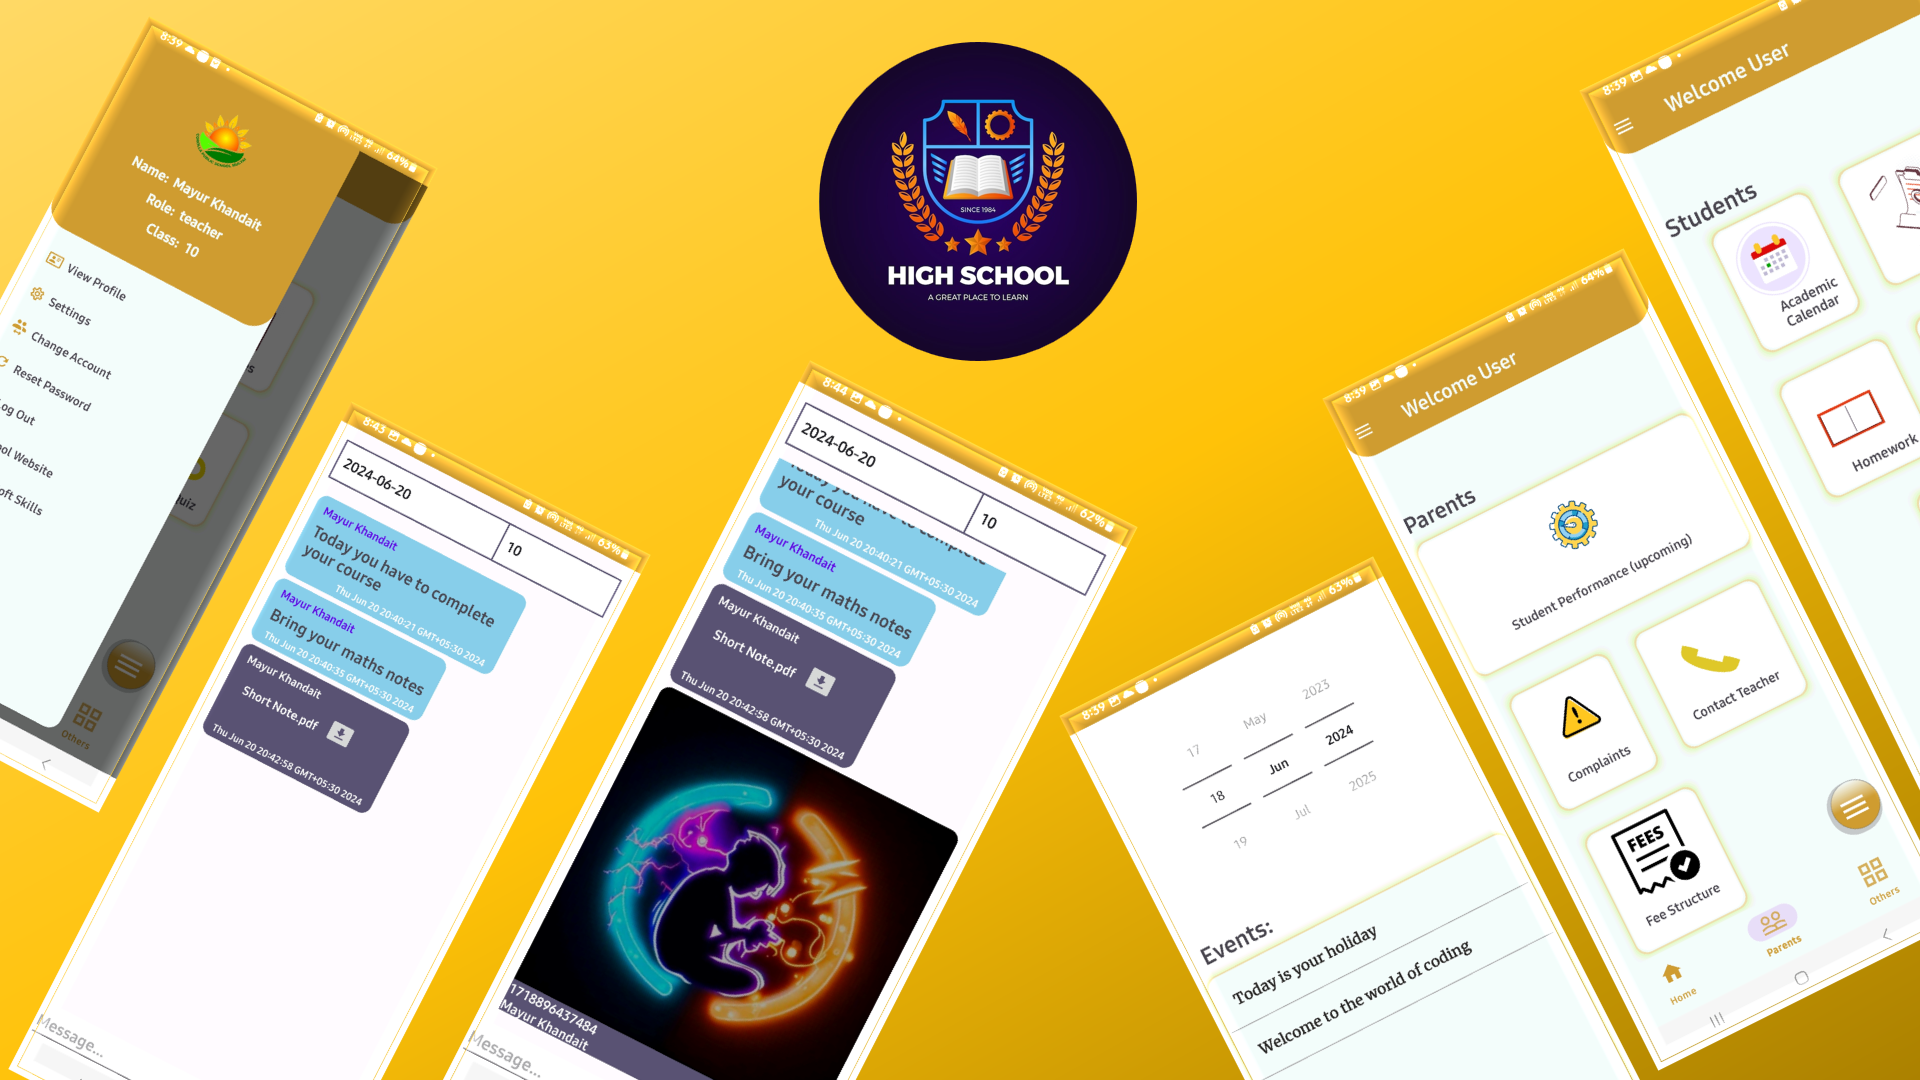 8:39
64%
Name: Mayur Khandait
Role: teacher
Class: 10
View Profile
Settings
Change Account
Reset Password
Log Out
ol Website
oft Skills
s
uiz
Others
8:43
63%
2024-06-20
10
Mayur Khandait
Today you have to complete
your course
Thu Jun 20 20:40:21 GMT+05:30 2024
Mayur Khandait
Bring your maths notes
Thu Jun 20 20:40:35 GMT+05:30 2024
Mayur Khandait
Short Note.pdf
Thu Jun 20 20:42:58 GMT+05:30 2024
Message...
SINCE 1984
HIGH SCHOOL
A GREAT PLACE TO LEARN
8:44
62%
2024-06-20
10
Today you have to complete
your course
Thu Jun 20 20:40:21 GMT+05:30 2024
Mayur Khandait
Bring your maths notes
Thu Jun 20 20:40:35 GMT+05:30 2024
Mayur Khandait
Short Note.pdf
Thu Jun 20 20:42:58 GMT+05:30 2024
1718896437484
Mayur Khandait
Message...
8:39
63%
17 May 2023
18 Jun 2024
19 Jul 2025
Events:
Today is your holiday
Welcome to the world of coding
8:39
64%
Welcome User
Parents
Student Performance (upcoming)
Complaints
Contact Teacher
FEES
Fee Structure
Home
Parents
Others
8:39
Welcome User
Students
Academic
Calendar
Homework